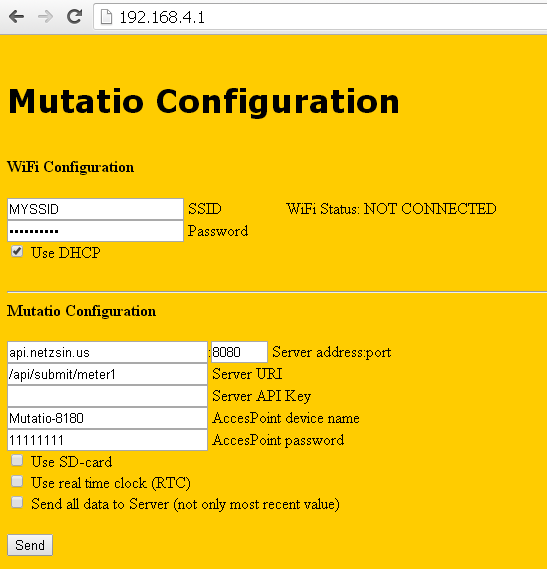 192.168.4.1
Mutatio Configuration
WiFi Configuration
MYSSID SSID WiFi Status: NOT CONNECTED
•••••••••• Password
Use DHCP
Mutatio Configuration
api.netzsin.us :8080 Server address:port
/api/submit/meter1 Server URI
Server API Key
Mutatio-8180 AccesPoint device name
11111111 AccesPoint password
Use SD-card
Use real time clock (RTC)
Send all data to Server (not only most recent value)
Send